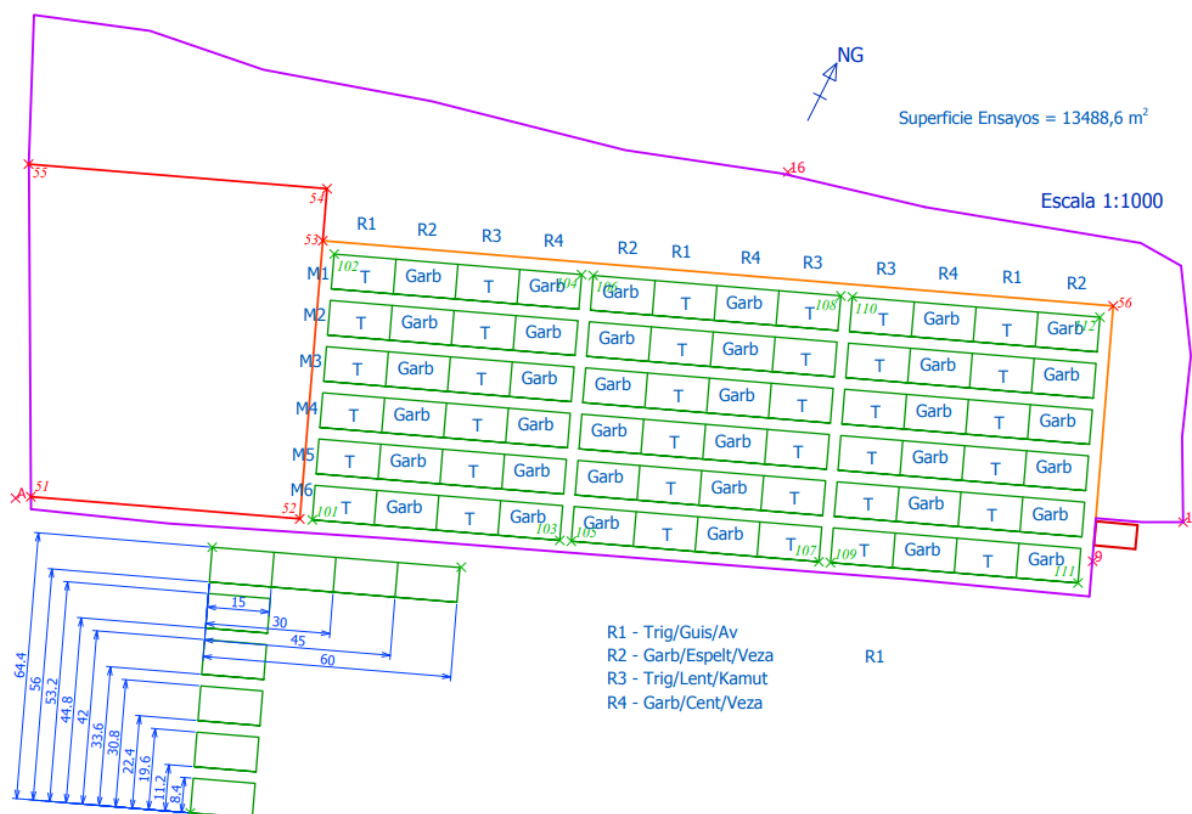 NG
Superficie Ensayos = 13488,6 m²
16
55
54
Escala 1:1000
53
R1 R2 R3 R4 R2 R1 R4 R3 R3 R4 R1 R2
56
M1 102 T Garb T Garb 104 106 Garb T Garb T 108 110 T Garb T Garb 112
M2 T Garb T Garb Garb T Garb T T Garb T Garb
M3 T Garb T Garb Garb T Garb T T Garb T Garb
M4 T Garb T Garb Garb T Garb T T Garb T Garb
M5 T Garb T Garb Garb T Garb T T Garb T Garb
M6 T Garb T Garb Garb T Garb T T Garb T Garb
A 51
52 101 103 105 107 109 111
9
1
15
30
45
60
64.4
56
53.2
44.8
42
33.6
30.8
22.4
19.6
11.2
8.4
R1 - Trig/Guis/Av
R2 - Garb/Espelt/Veza R1
R3 - Trig/Lent/Kamut
R4 - Garb/Cent/Veza